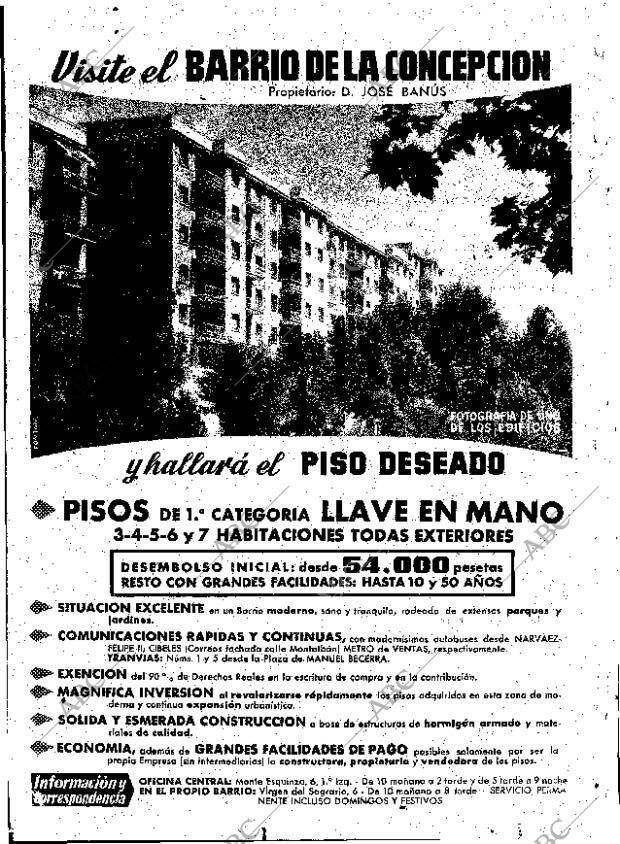 Visite el BARRIO DE LA CONCEPCION
Propietario: D. JOSÉ BANÚS
FOTOGRAFIA DE UNO
DE LOS EDIFICIOS
y hallará el PISO DESEADO
PISOS DE 1.ª CATEGORIA LLAVE EN MANO
3-4-5-6 y 7 HABITACIONES TODAS EXTERIORES
DESEMBOLSO INICIAL: desde 54.000 pesetas
RESTO CON GRANDES FACILIDADES: HASTA 10 y 50 AÑOS
SITUACION EXCELENTE en un Barrio moderno, sano y tranquilo, rodeado de extensos parques y
jardines.
COMUNICACIONES RAPIDAS Y CONTINUAS, con modernísimos autobuses desde NARVAEZ-
FELIPE II, CIBELES (Correos fachada calle Montalbán) METRO de VENTAS, respectivamente.
TRANVIAS: Núms. 1 y 5 desde la Plaza de MANUEL BECERRA.
EXENCION del 90 % de Derechos Reales en la escritura de compra y en la contribución.
MAGNIFICA INVERSION al revalorizarse rápidamente los pisos adquiridos en esta zona de mo-
derna y continua expansión urbanística.
SOLIDA Y ESMERADA CONSTRUCCION a base de estructuras de hormigón armado y mate-
riales de calidad.
ECONOMIA, además de GRANDES FACILIDADES DE PAGO posibles solamente por ser la
propia Empresa (sin intermediarios) la constructora, propietaria y vendedora de los pisos.
Información y
correspondencia
OFICINA CENTRAL: Monte Esquinza, 6, 1.º Izq. - De 10 mañana a 2 tarde y de 5 tarde a 9 noche
EN EL PROPIO BARRIO: Virgen del Sagrario, 6 - De 10 mañana a 8 tarde - SERVICIO PERMA
NENTE INCLUSO DOMINGOS Y FESTIVOS